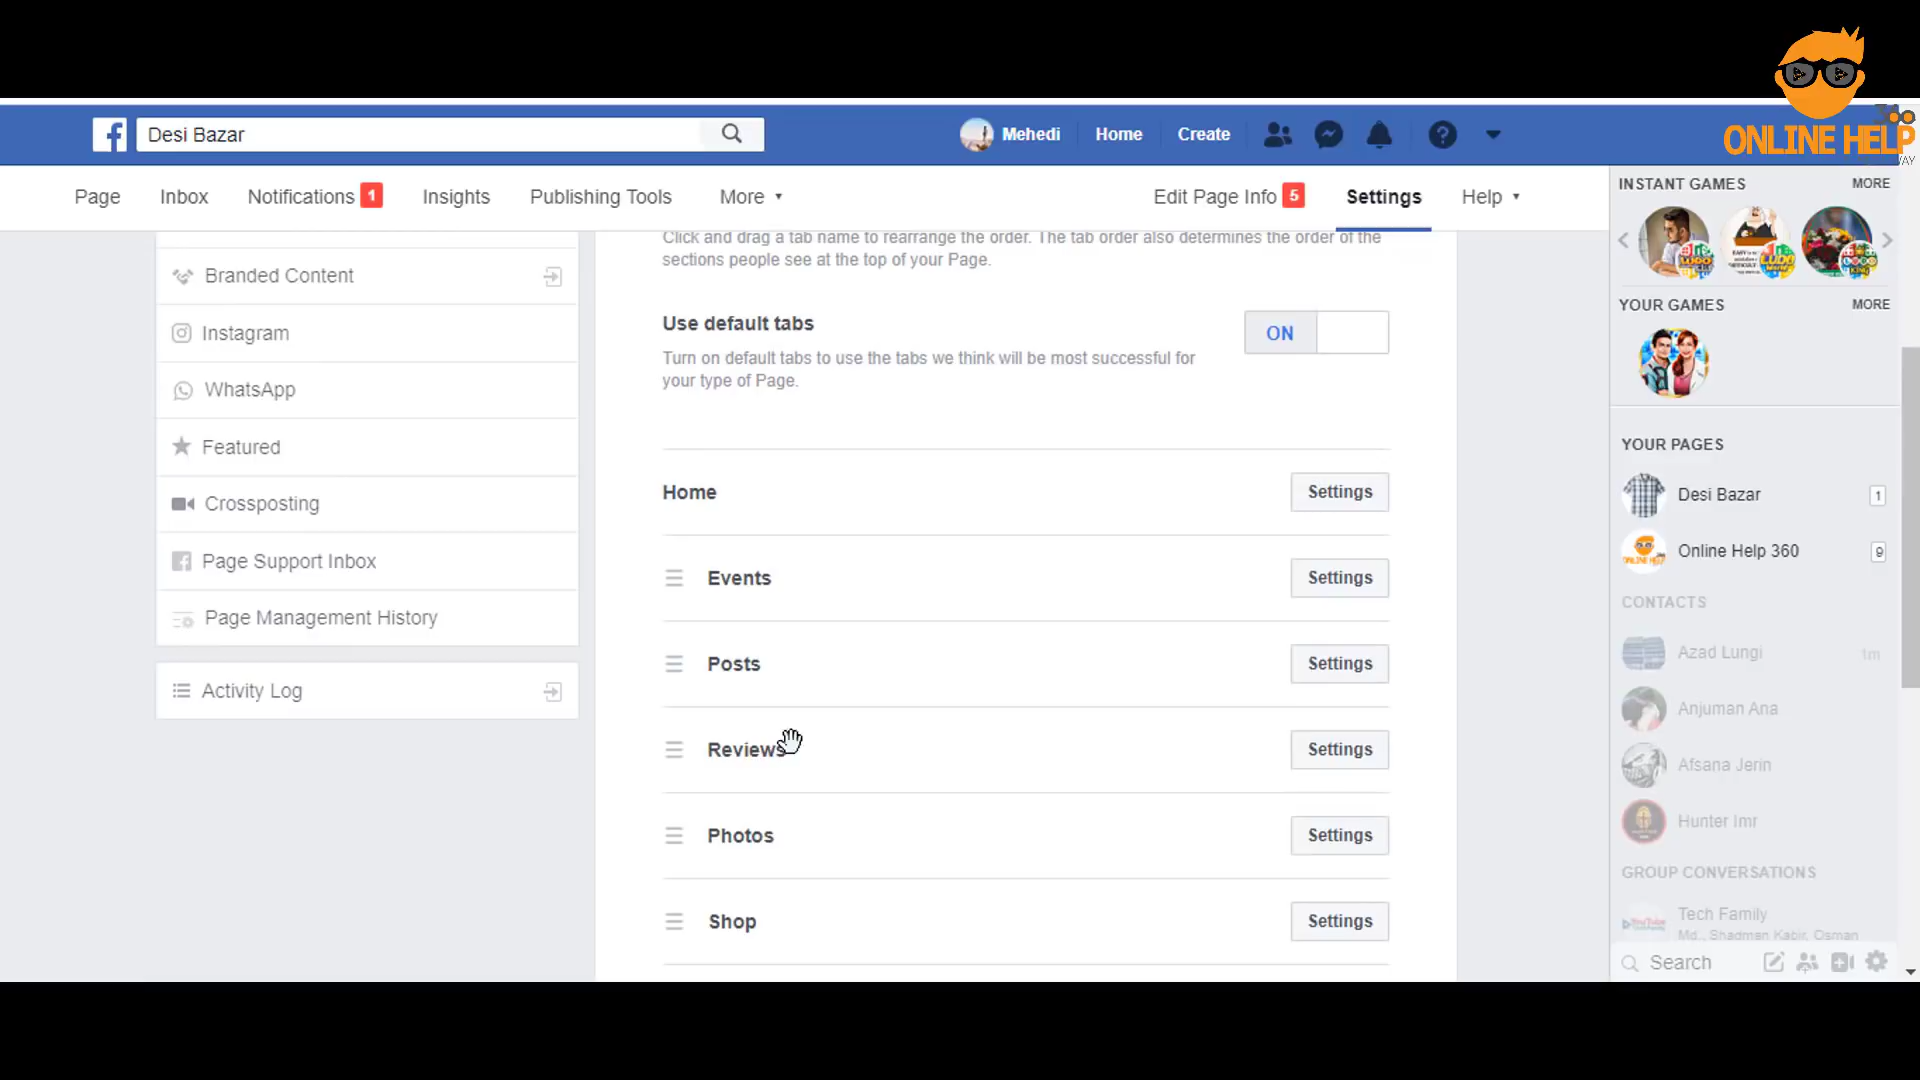 ONLINE HELP
Desi Bazar
Mehedi
Home
Create
Page
Inbox
Notifications 1
Insights
Publishing Tools
More
Edit Page Info 5
Settings
Help
Click and drag a tab name to rearrange the order. The tab order also determines the order of the
sections people see at the top of your Page.
Use default tabs
ON
Turn on default tabs to use the tabs we think will be most successful for
your type of Page.
Home Settings
Events Settings
Posts Settings
Reviews Settings
Photos Settings
Shop Settings
Branded Content
Instagram
WhatsApp
Featured
Crossposting
Page Support Inbox
Page Management History
Activity Log
INSTANT GAMES MORE
YOUR GAMES MORE
YOUR PAGES
Desi Bazar 1
Online Help 360 9
CONTACTS
Azad Lungi 1m
Anjuman Ana
Afsana Jerin
Hunter Imr
GROUP CONVERSATIONS
Tech Family
Md., Shadman Kabir, Osman
Search